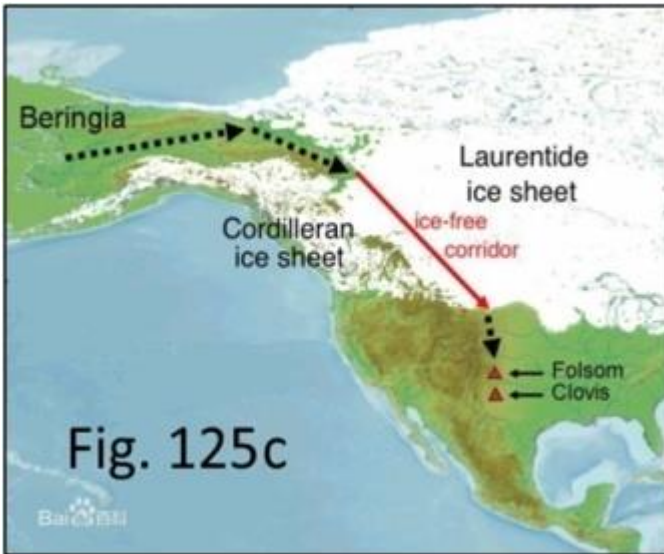 Beringia
Laurentide
ice sheet
ice-free
corridor
Cordilleran
ice sheet
Folsom
Clovis
Fig. 125c
Bai百科